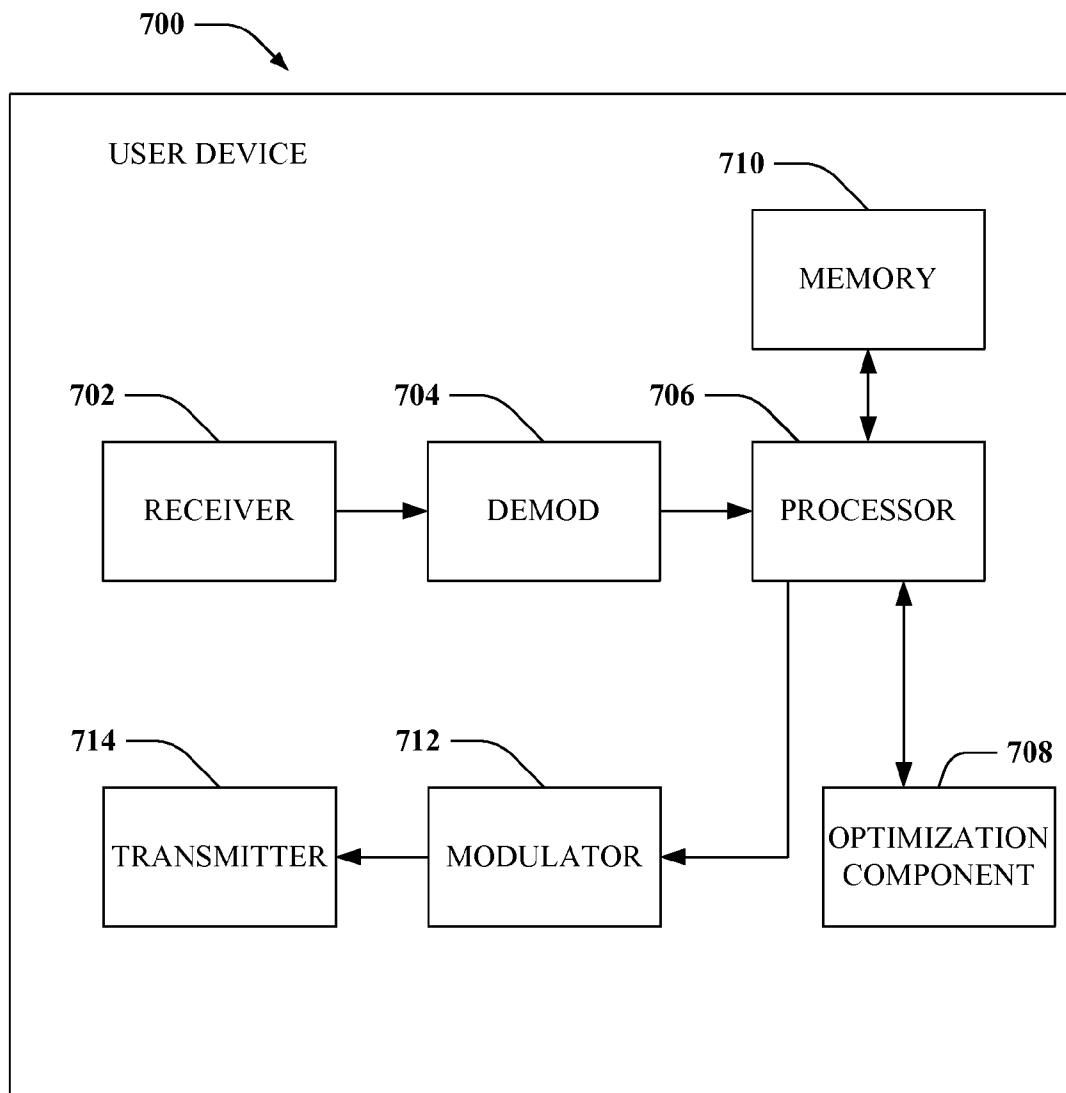 700
USER DEVICE
710
MEMORY
702
704
706
RECEIVER
DEMOD
PROCESSOR
714
712
708
TRANSMITTER
MODULATOR
OPTIMIZATION
COMPONENT